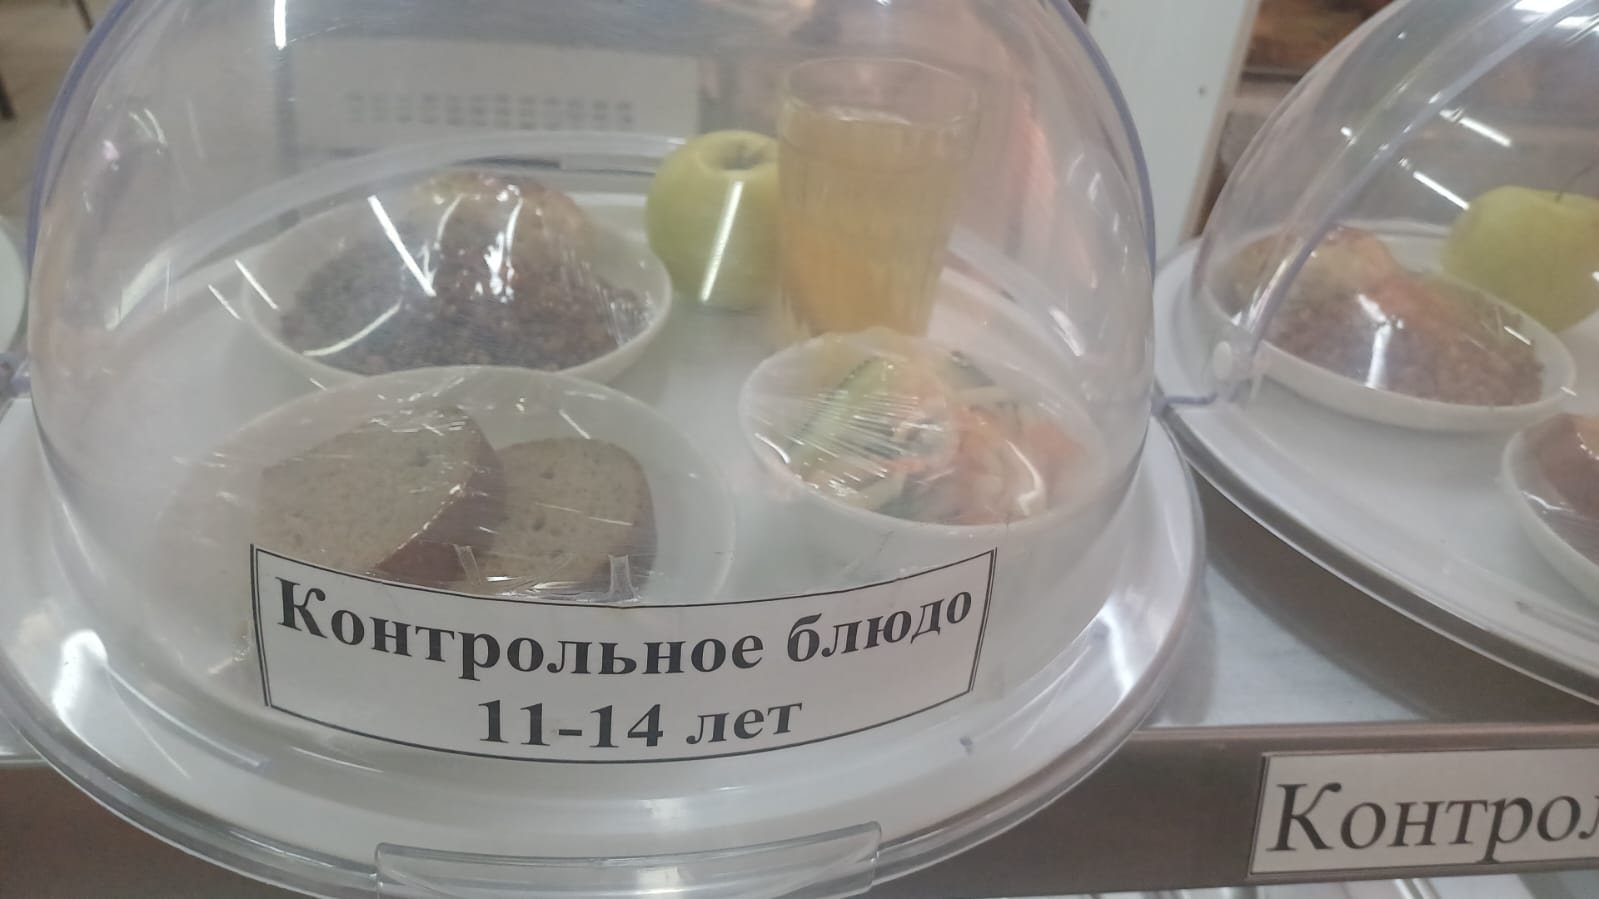 Контрольное блюдо
11-14 лет
Контрол